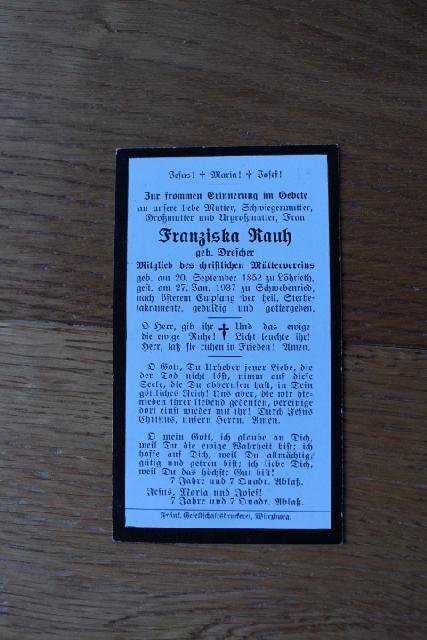 Jesus! † Maria! † Josef!
Zur frommen Erinnerung im Gebete
an unsere liebe Mutter, Schwiegermutter,
Großmutter und Urgroßmutter, Frau
Franziska Rauh
geb. Drescher
Mitglied des christlichen Müttervereins
geb. am 20. September 1852 zu Löhrieth,
gest. am 27. Jan. 1937 zu Schwebenried,
nach öfterem Empfang der heil. Sterbe-
sakramente, geduldig und gottergeben.
O Herr, gib ihr † Und das ewige
die ewige Ruhe! Licht leuchte ihr!
Herr, laß sie ruhen in Frieden! Amen.
O Gott, Du Urheber jener Liebe, die
der Tod nicht löst, nimm auf diese
Seele, die Du abberufen hast, in Dein
göttliches Reich! Uns aber, die wir hie-
nieden ihrer liebend gedenken, vereinige
dort einst wieder mit ihr! Durch Jesus
Christus, unsern Herrn. Amen.
O mein Gott, ich glaube an Dich,
weil Du die ewige Wahrheit bist; ich
hoffe auf Dich, weil Du allmächtig,
gütig und getreu bist; ich liebe Dich,
weil Du das höchste Gut bist!
7 Jahre und 7 Quadr. Ablaß.
Jesus, Maria und Josef!
7 Jahre und 7 Quadr. Ablaß.
Fränk. Gesellschaftsdruckerei, Würzburg.